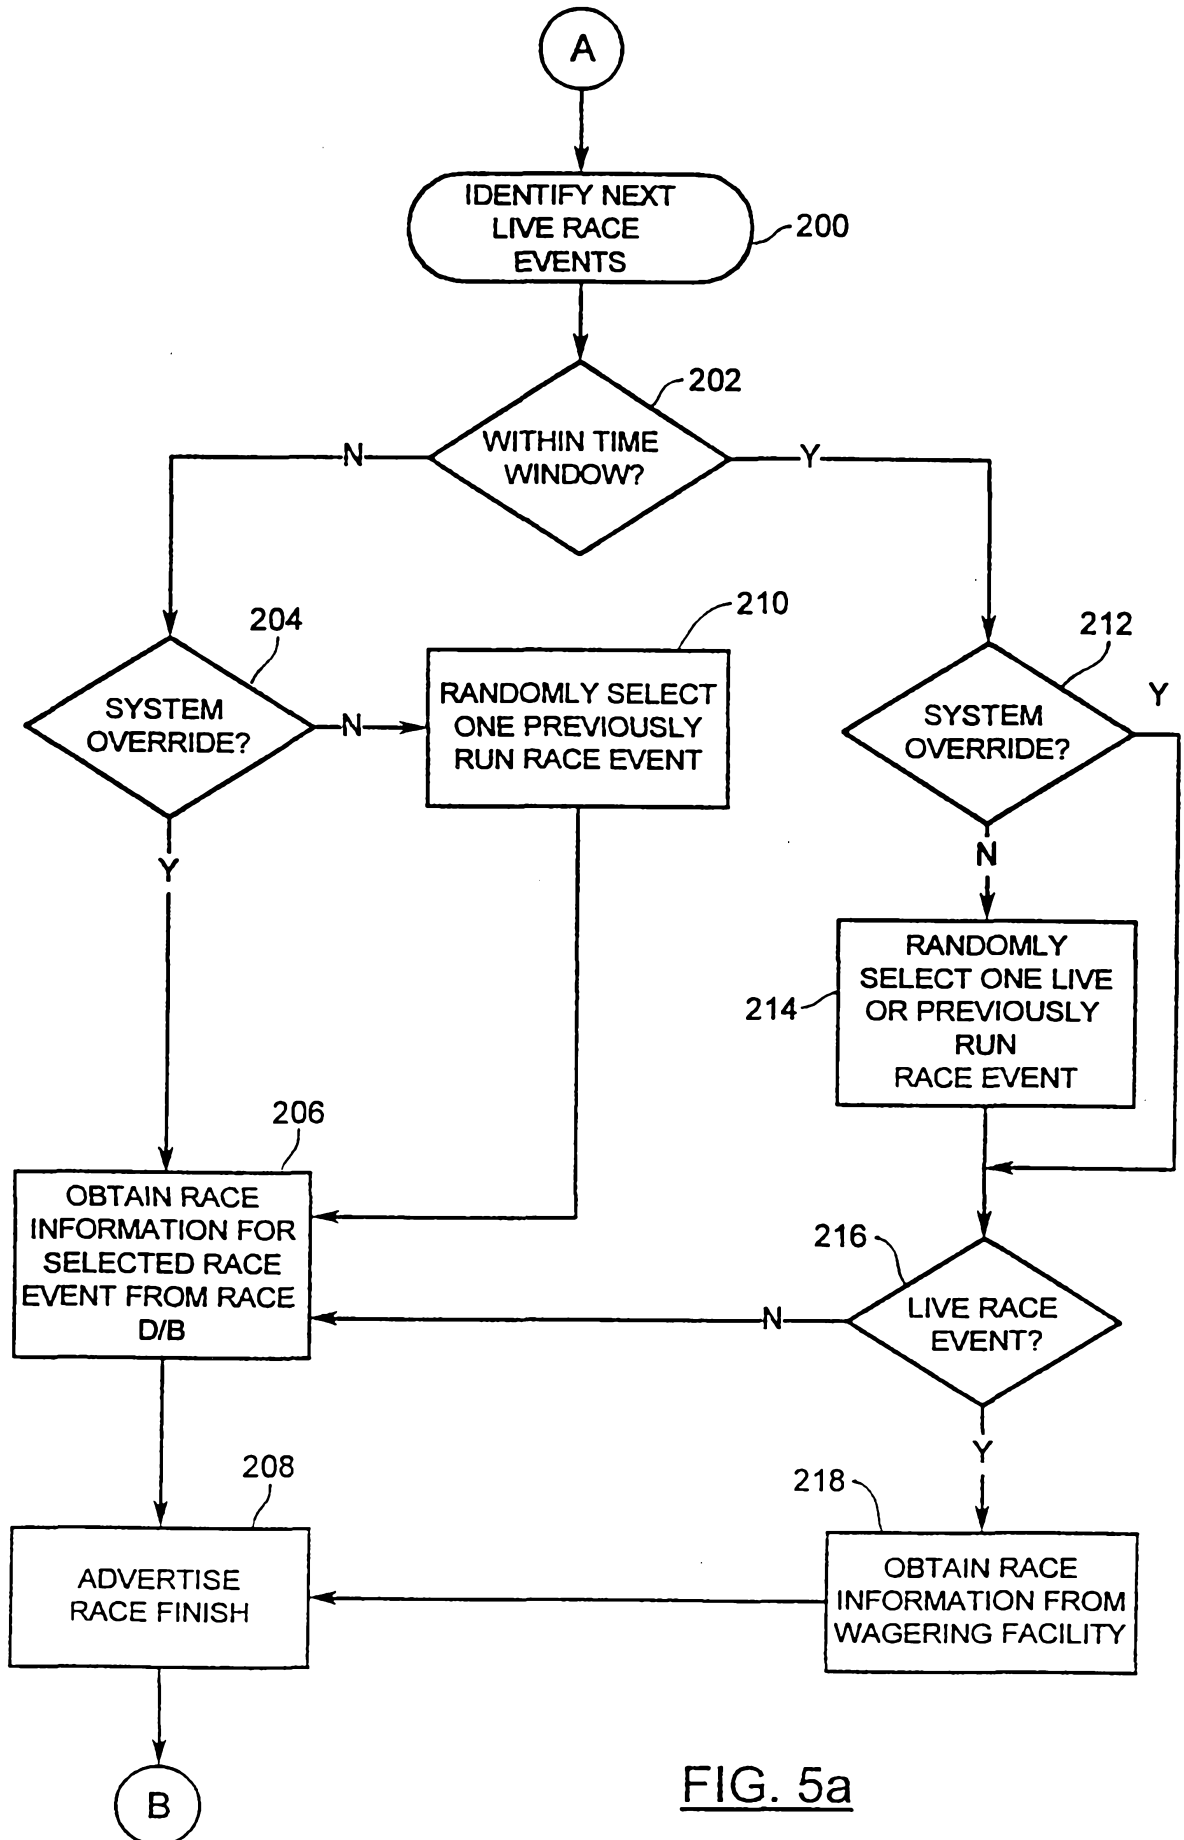 A
IDENTIFY NEXT
LIVE RACE
EVENTS
200
202
WITHIN TIME
WINDOW?
N
Y
204
SYSTEM
OVERRIDE?
N
Y
210
RANDOMLY SELECT
ONE PREVIOUSLY
RUN RACE EVENT
212
SYSTEM
OVERRIDE?
Y
N
214
RANDOMLY
SELECT ONE LIVE
OR PREVIOUSLY
RUN
RACE EVENT
206
OBTAIN RACE
INFORMATION FOR
SELECTED RACE
EVENT FROM RACE
D/B
216
LIVE RACE
EVENT?
N
Y
208
ADVERTISE
RACE FINISH
218
OBTAIN RACE
INFORMATION FROM
WAGERING FACILITY
B
FIG. 5a